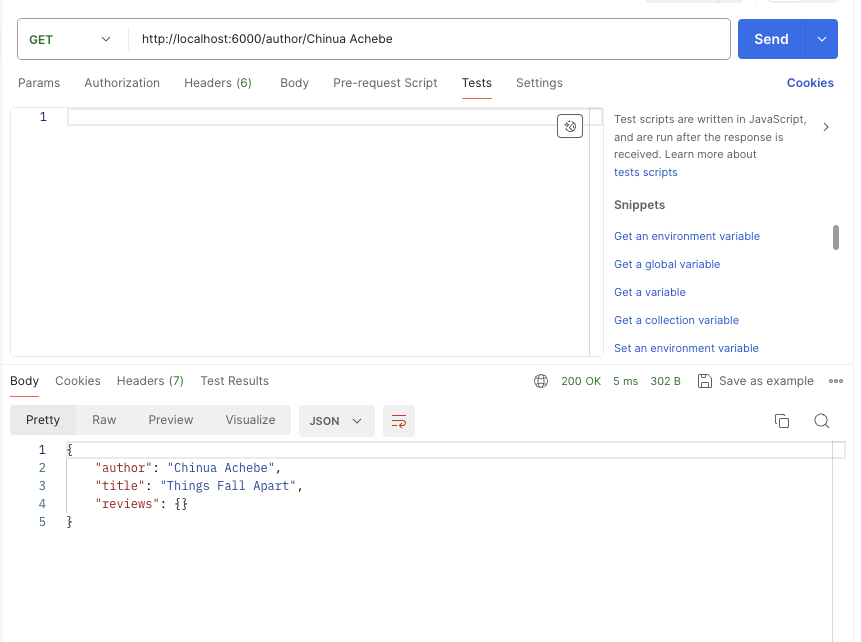 GET http://localhost:6000/author/Chinua Achebe Send
Params Authorization Headers (6) Body Pre-request Script Tests Settings Cookies
1
Test scripts are written in JavaScript,
and are run after the response is
received. Learn more about
tests scripts
Snippets
Get an environment variable
Get a global variable
Get a variable
Get a collection variable
Set an environment variable
Body Cookies Headers (7) Test Results 200 OK 5 ms 302 B Save as example
Pretty Raw Preview Visualize JSON
1 {
2 "author": "Chinua Achebe",
3 "title": "Things Fall Apart",
4 "reviews": {}
5 }